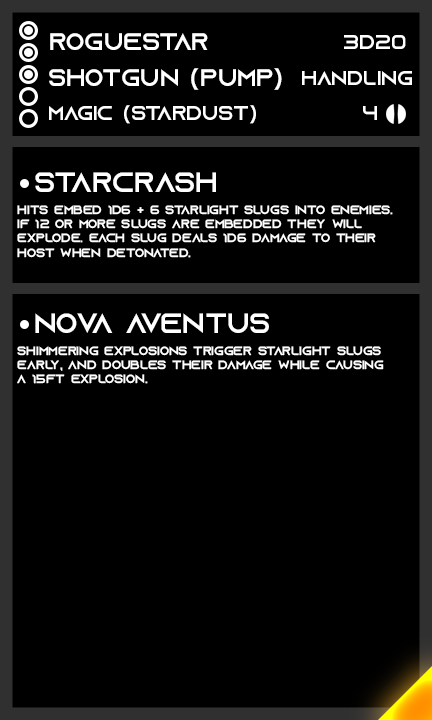 ROGUESTAR 3D20
SHOTGUN (PUMP) HANDLING
MAGIC (STARDUST) 4
•STARCRASH
HITS EMBED 1D6 + 6 STARLIGHT SLUGS INTO ENEMIES.
IF 12 OR MORE SLUGS ARE EMBEDDED THEY WILL
EXPLODE. EACH SLUG DEALS 1D6 DAMAGE TO THEIR
HOST WHEN DETONATED.
•NOVA AVENTUS
SHIMMERING EXPLOSIONS TRIGGER STARLIGHT SLUGS
EARLY, AND DOUBLES THEIR DAMAGE WHILE CAUSING
A 15FT EXPLOSION.